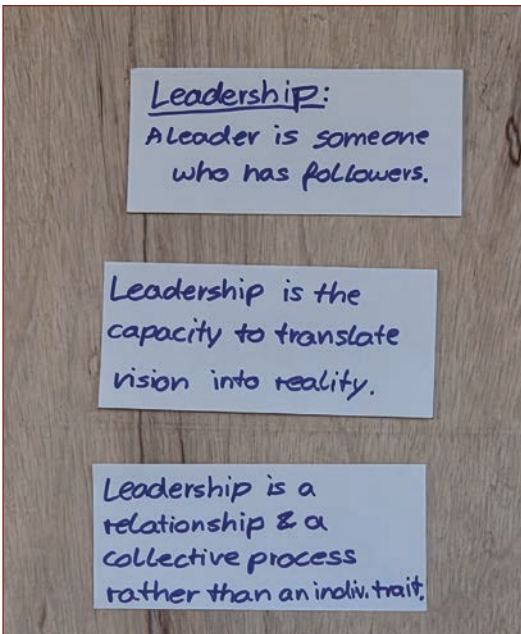 Leadership:
A Leader is someone
who has followers.
Leadership is the
capacity to translate
vision into reality.
Leadership is a
relationship & a
collective process
rather than an indiv. trait.